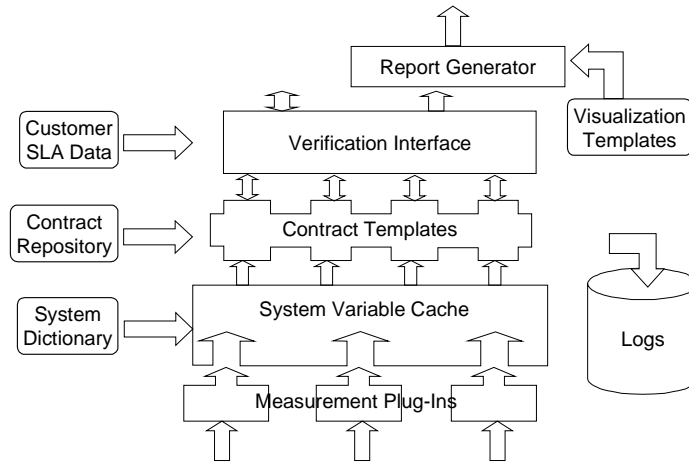 Report Generator
Customer
SLA Data
Verification Interface
Visualization
Templates
Contract
Repository
Contract Templates
System
Dictionary
System Variable Cache
Logs
Measurement Plug-Ins